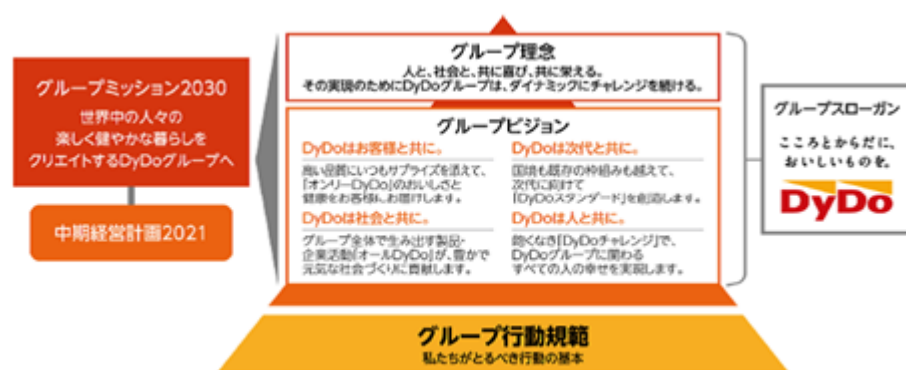 グループミッション2030
世界中の人々の
楽しく健やかな暮らしを
クリエイトするDyDoグループへ
中期経営計画2021
グループ理念
人と、社会と、共に喜び、共に栄える。
その実現のためにDyDoグループは、ダイナミックにチャレンジを続ける。
グループビジョン
DyDoはお客様と共に。
高い品質にいつもサプライズを添えて、
「オンリーDyDo」のおいしさと
健康をお客様にお届けします。
DyDoは次代と共に。
国境も既存の枠組みも越えて、
次代に向けて
「DyDoスタンダード」を創造します。
DyDoは社会と共に。
グループ全体で生み出す製品・
企業活動「オールDyDo」が、豊かで
元気な社会づくりに貢献します。
DyDoは人と共に。
飽くなき「DyDoチャレンジ」で、
DyDoグループに関わる
すべての人の幸せを実現します。
グループ行動規範
私たちがとるべき行動の基本
グループスローガン
こころとからだに、
おいしいものを。
DyDo